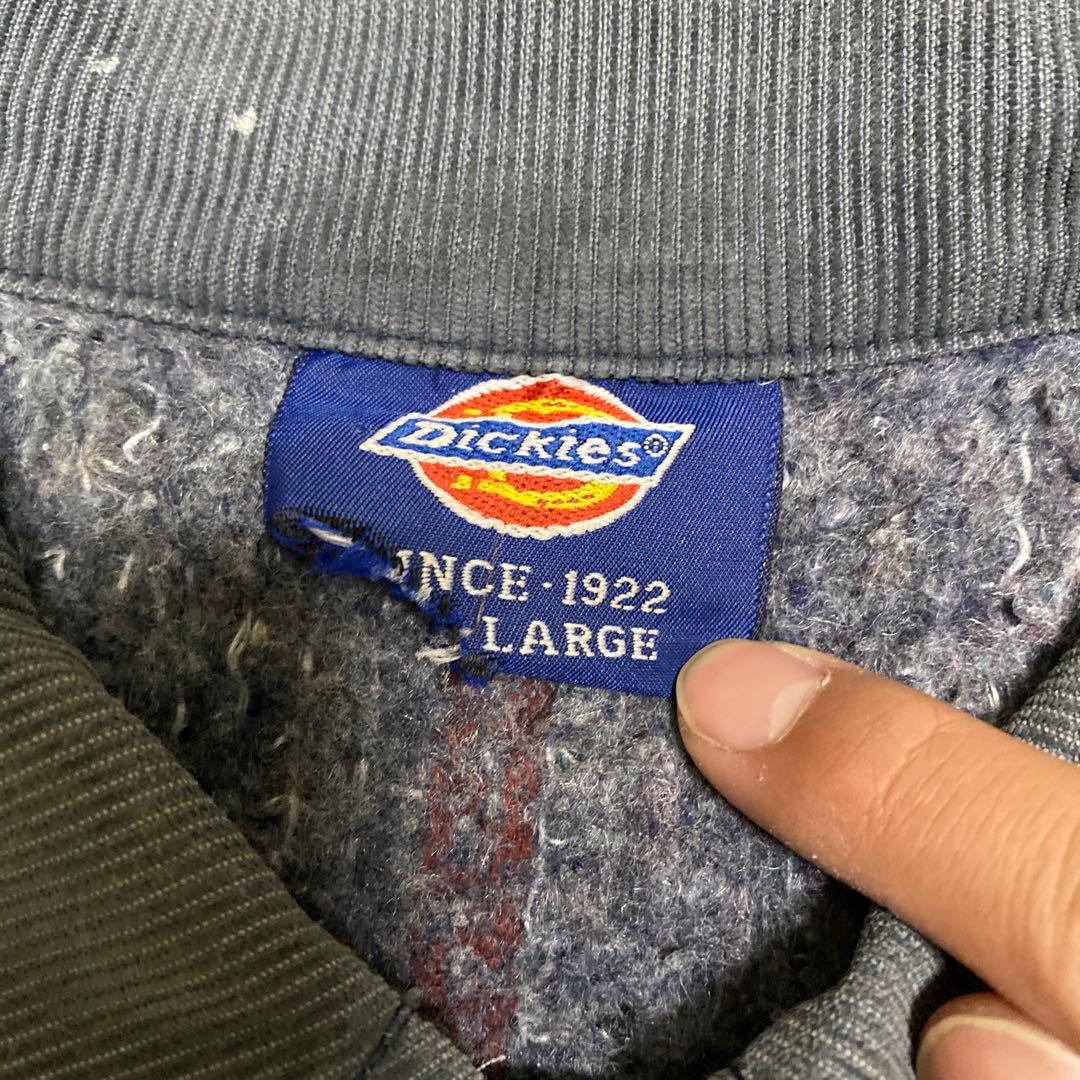 Dickies®
INCE · 1922
-LARGE